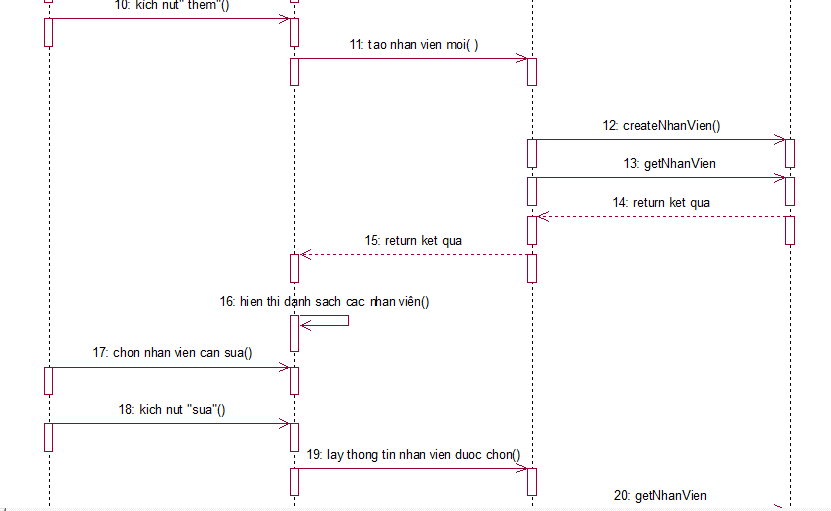 10: kich nut" them"()
11: tao nhan vien moi( )
12: createNhanVien()
13: getNhanVien
14: return ket qua
15: return ket qua
16: hien thi danh sach cac nhan viên()
17: chon nhan vien can sua()
18: kich nut "sua"()
19: lay thong tin nhan vien duoc chon()
20: getNhanVien